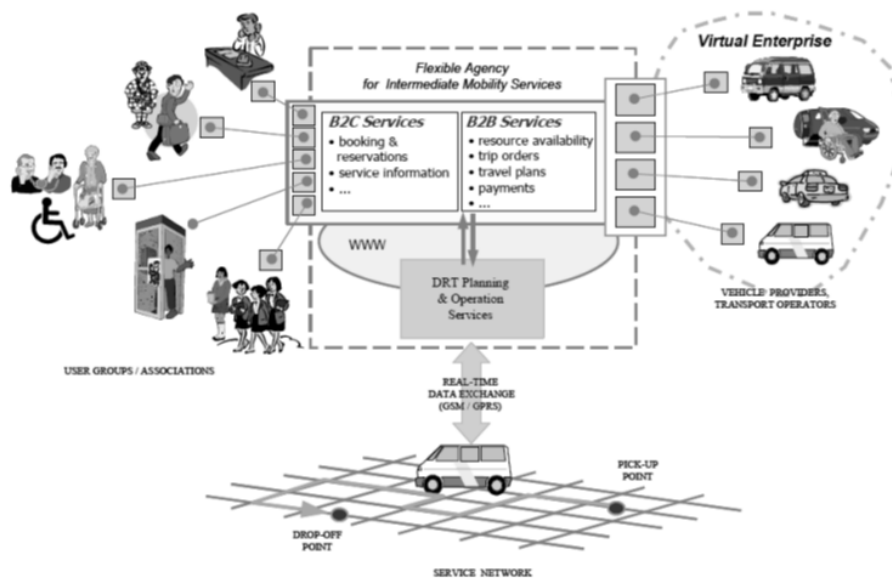 Virtual Enterprise
Flexible Agency
for Intermediate Mobility Services
B2C Services
• booking &
reservations
• service information
• ...
B2B Services
• resource availability
• trip orders
• travel plans
• payments
• ...
WWW
DRT Planning
& Operation
Services
VEHICLE PROVIDERS,
TRANSPORT OPERATORS
USER GROUPS / ASSOCIATIONS
REAL-TIME
DATA EXCHANGE
(GSM / GPRS)
PICK-UP
POINT
DROP-OFF
POINT
SERVICE NETWORK